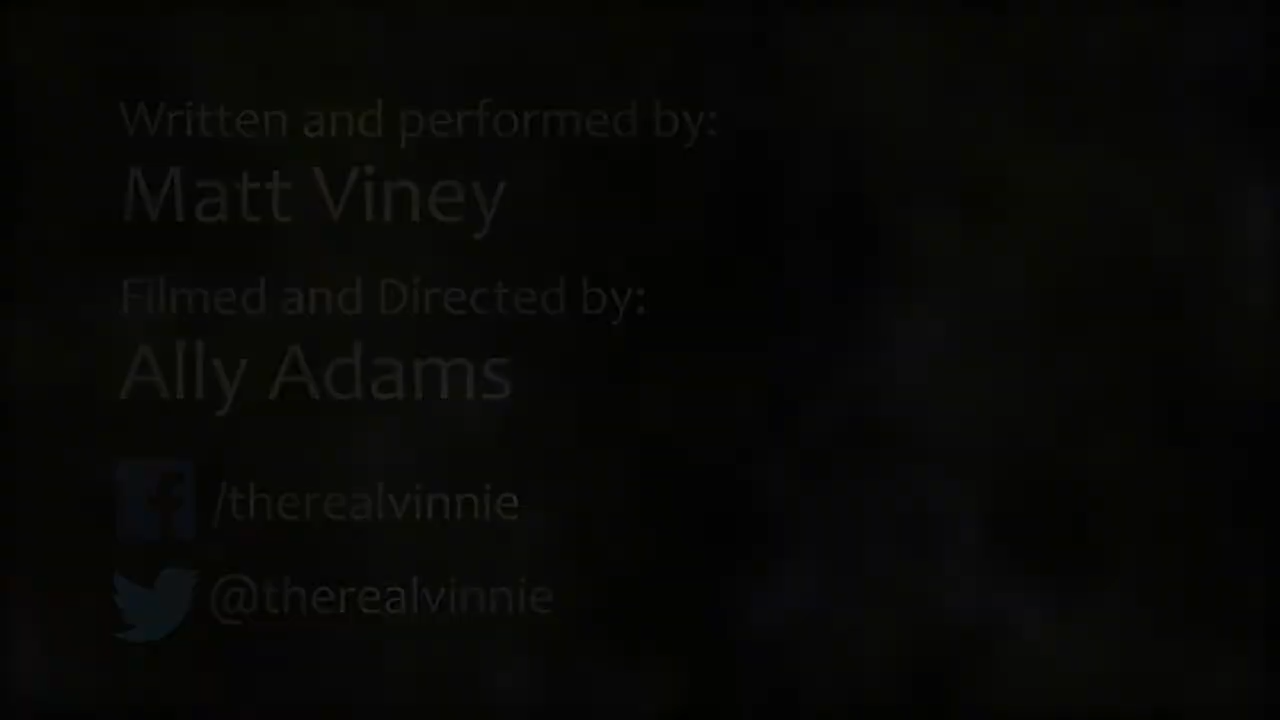 Written and performed by:
Matt Viney
Filmed and Directed by:
Ally Adams
/therealvinnie
@therealvinnie